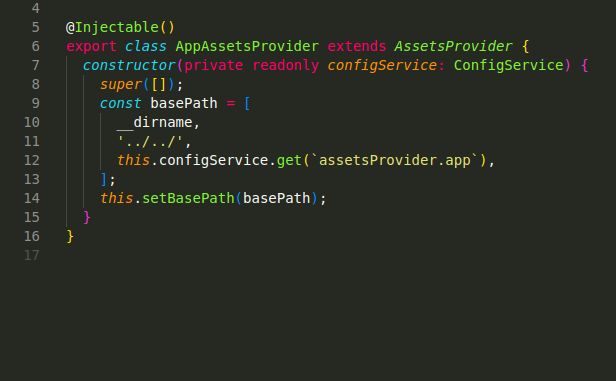 4
5 @Injectable()
6 export class AppAssetsProvider extends AssetsProvider {
7   constructor(private readonly configService: ConfigService) {
8     super([]);
9     const basePath = [
10       __dirname,
11       '../../',
12       this.configService.get(`assetsProvider.app`),
13     ];
14     this.setBasePath(basePath);
15   }
16 }
17